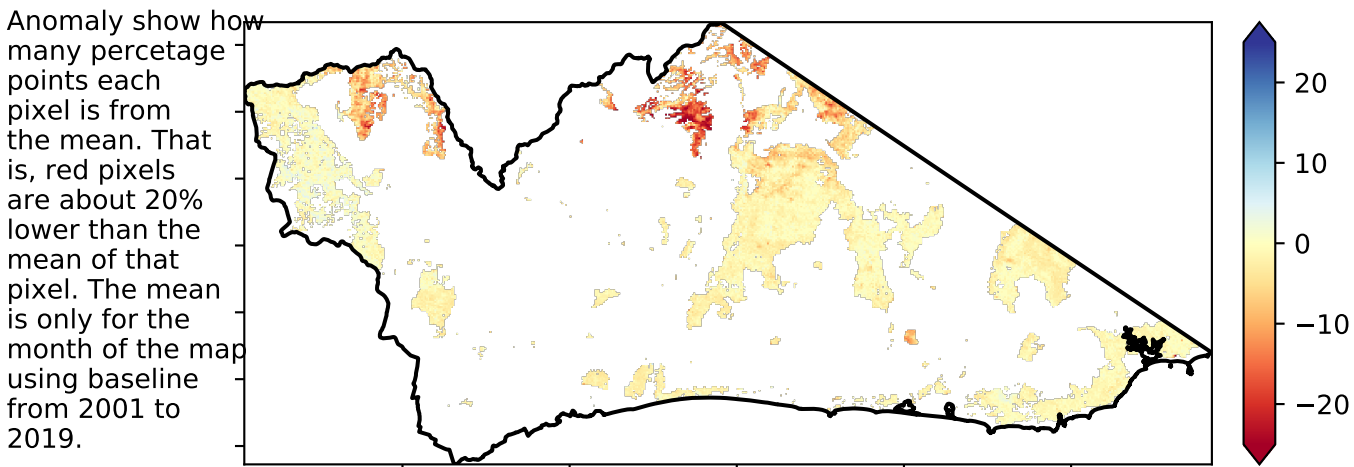 Anomaly show how
many percetage
points each
pixel is from
the mean. That
is, red pixels
are about 20%
lower than the
mean of that
pixel. The mean
is only for the
month of the map
using baseline
from 2001 to
2019.
20
10
0
−10
−20